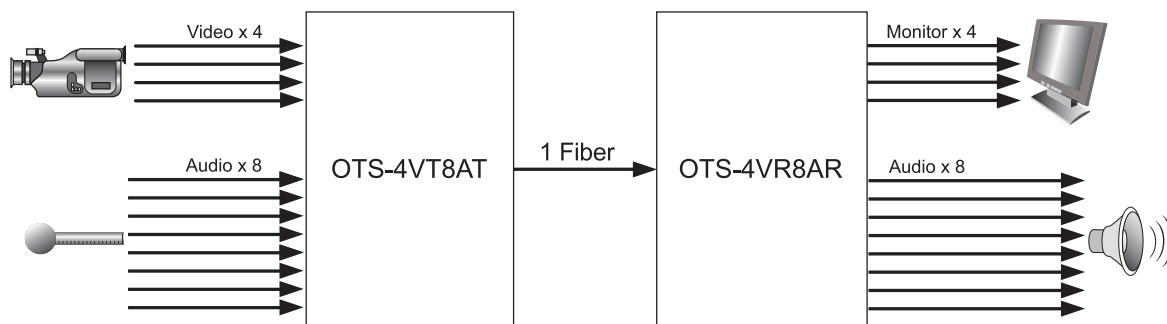 Video x 4
Monitor x 4
1 Fiber
OTS-4VT8AT
OTS-4VR8AR
Audio x 8
Audio x 8